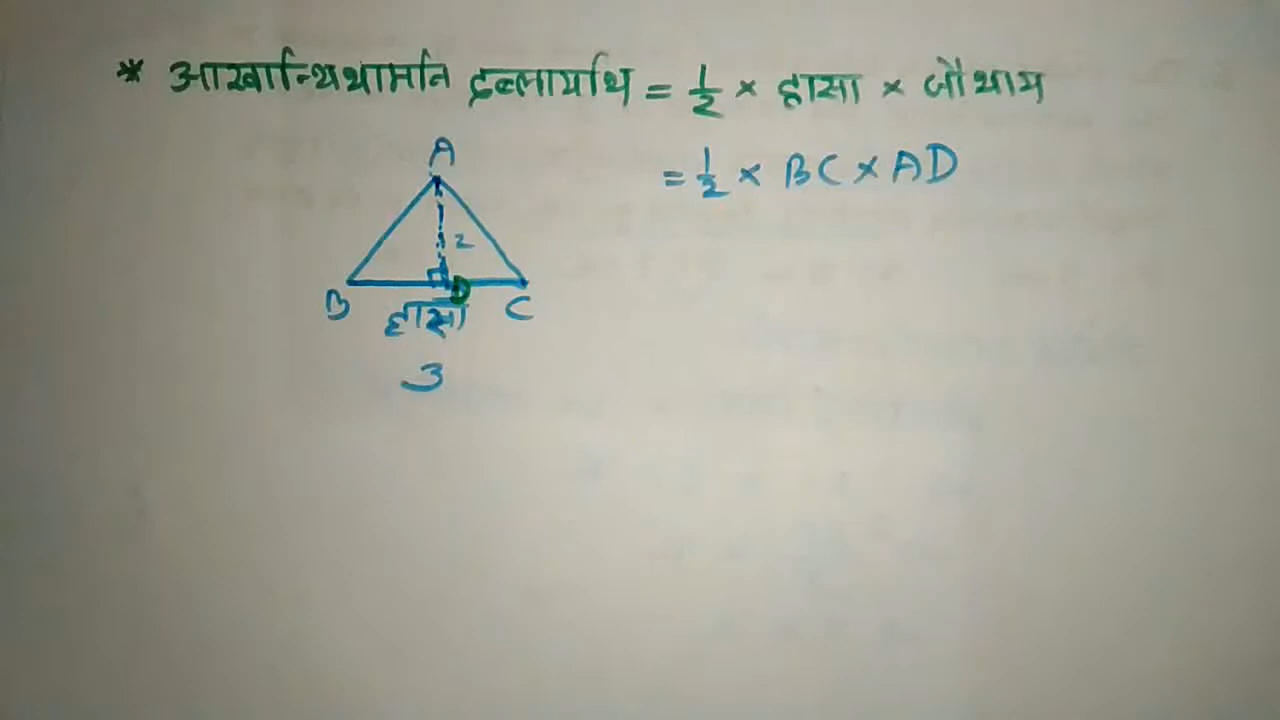 * आखान्थिथामनि दब्लायथि = 1/2 × हासा × जौथाय
= 1/2 × BC × AD
A
2
B D C
हासा
3